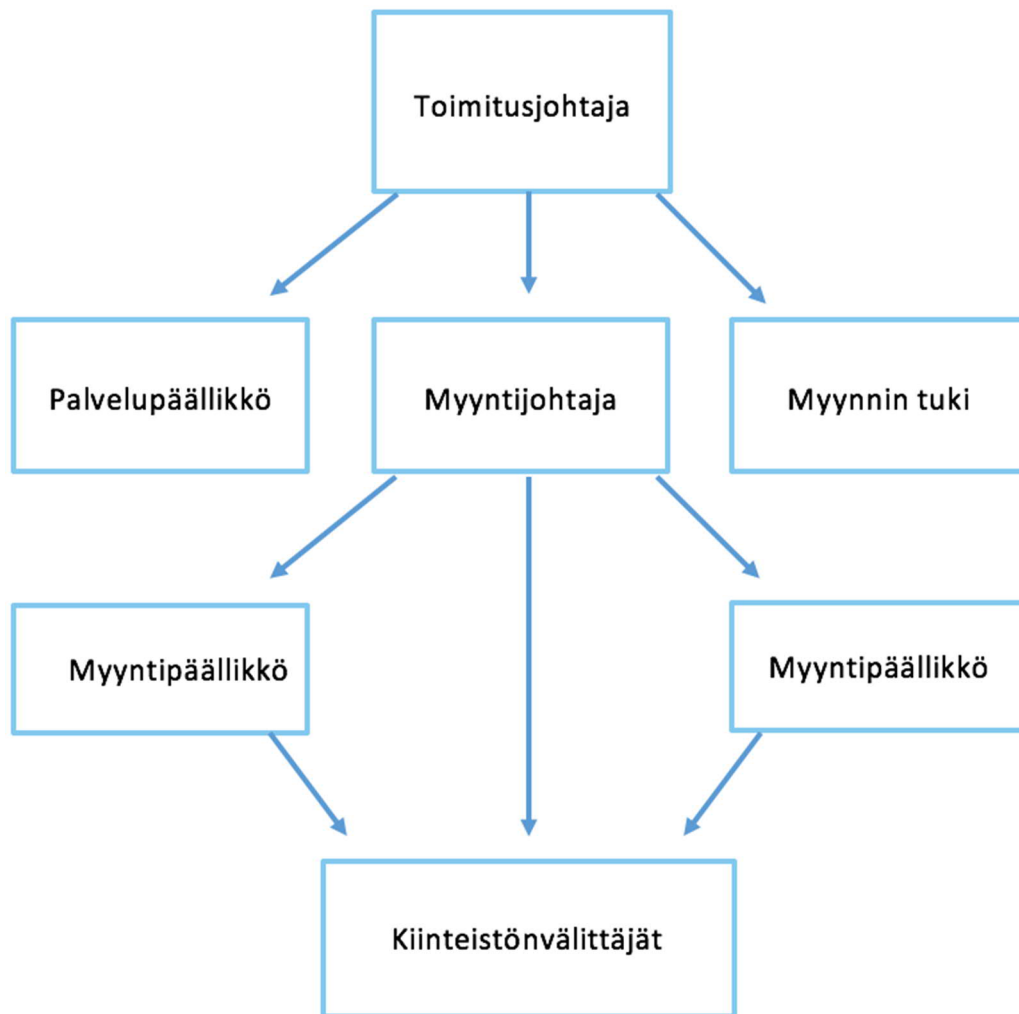 Toimitusjohtaja
Palvelupäällikkö
Myyntijohtaja
Myynnin tuki
Myyntipäällikkö
Myyntipäällikkö
Kiinteistönvälittäjät